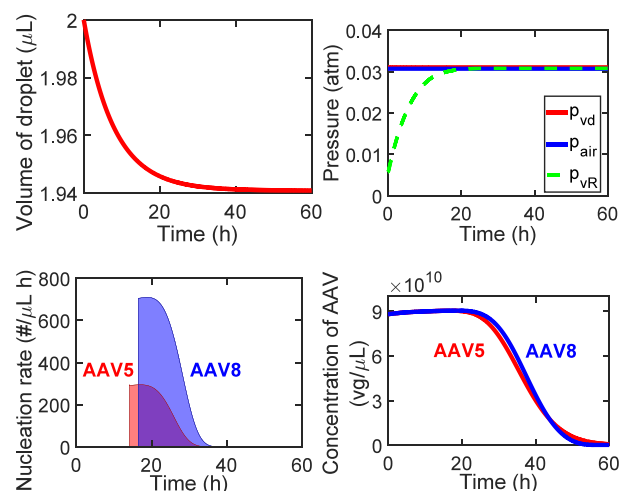 Volume of droplet (μL)
2
1.98
1.96
1.94
0 20 40 60
Time (h)
Pressure (atm)
0.04
0.03
0.02
0.01
0
p_vd
p_air
p_vR
0 20 40 60
Time (h)
Nucleation rate (#/μL h)
800
600
400
200
0
AAV5
AAV8
0 20 40 60
Time (h)
Concentration of AAV
(vg/μL)
×10^10
9
6
3
0
AAV5
AAV8
0 20 40 60
Time (h)